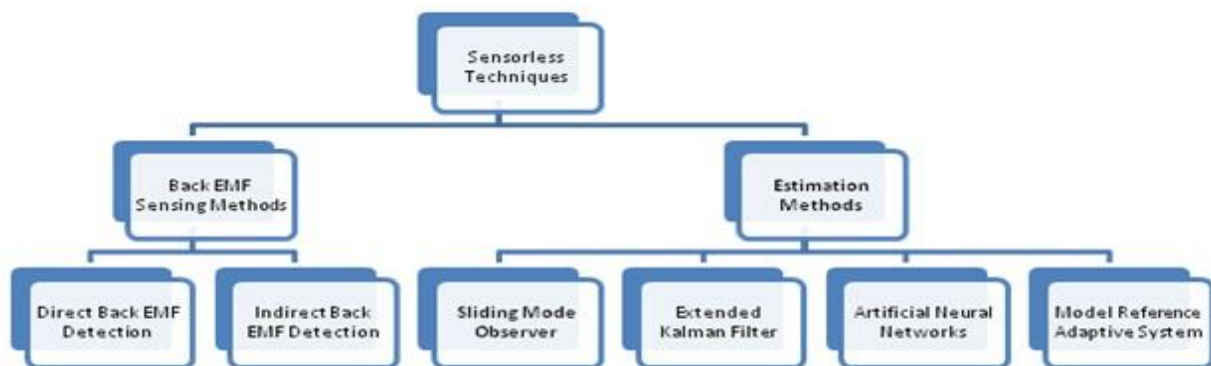 Sensorless
Techniques
Back EMF
Sensing Methods
Estimation
Methods
Direct Back EMF
Detection
Indirect Back
EMF Detection
Sliding Mode
Observer
Extended
Kalman Filter
Artificial Neural
Networks
Model Reference
Adaptive System